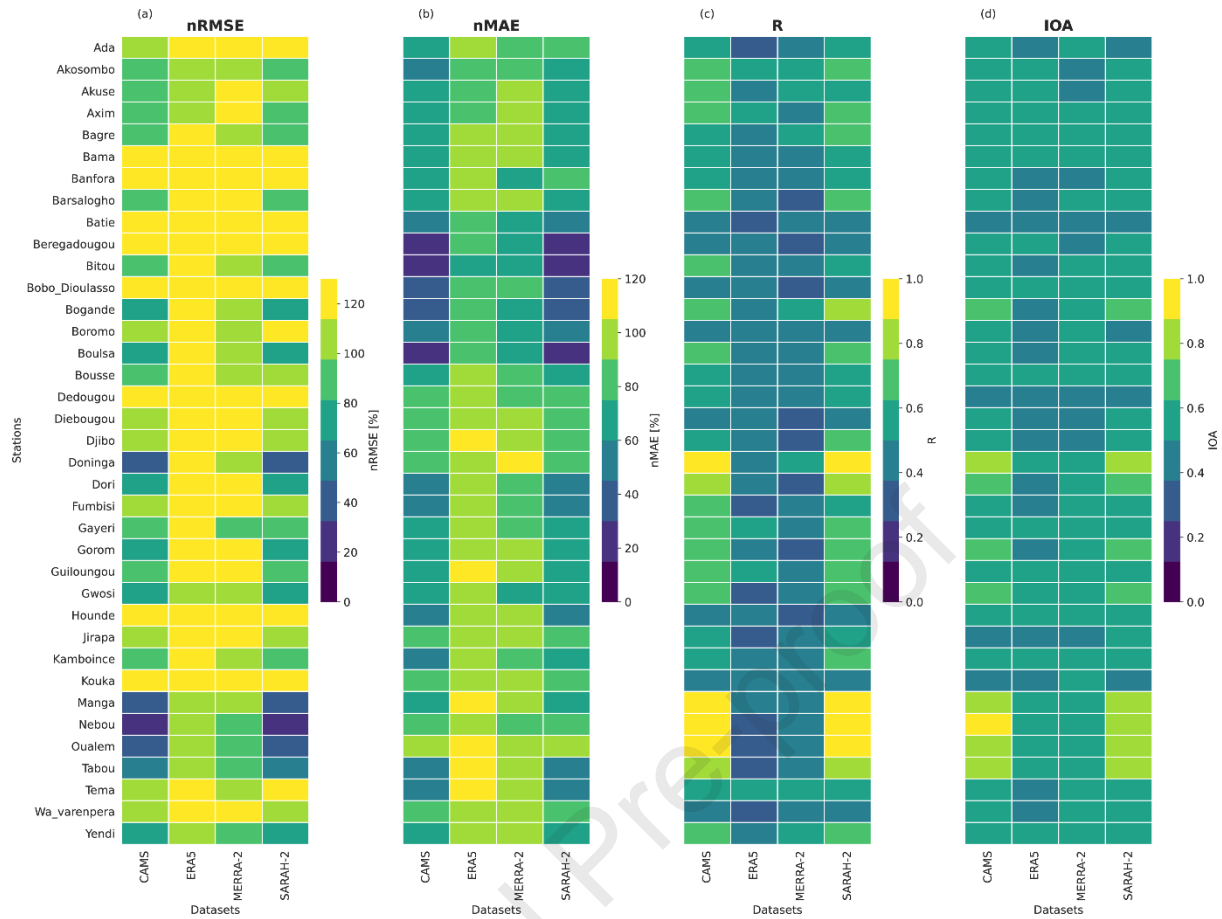 (a) (b) (c) (d)
nRMSE nMAE R IOA
Ada
Akosombo
Akuse
Axim
Bagre
Bama
Banfora
Barsalogho
Batie
Beregadougou
Bitou
Bobo_Dioulasso
Bogande
Boromo
Boulsa
Bousse
Dedougou
Diebougou
Djibo
Doninga
Dori
Fumbisi
Gayeri
Gorom
Guiloungou
Gwosi
Hounde
Jirapa
Kamboince
Kouka
Manga
Nebou
Oualem
Tabou
Tema
Wa_varenpera
Yendi
Stations
120
100
80
60
40
20
0
nRMSE [%]
120
100
80
60
40
20
0
nMAE [%]
1.0
0.8
0.6
0.4
0.2
0.0
R
1.0
0.8
0.6
0.4
0.2
0.0
IOA
CAMS ERA5 MERRA-2 SARAH-2
Datasets
CAMS ERA5 MERRA-2 SARAH-2
Datasets
CAMS ERA5 MERRA-2 SARAH-2
Datasets
CAMS ERA5 MERRA-2 SARAH-2
Datasets
Pre-proof